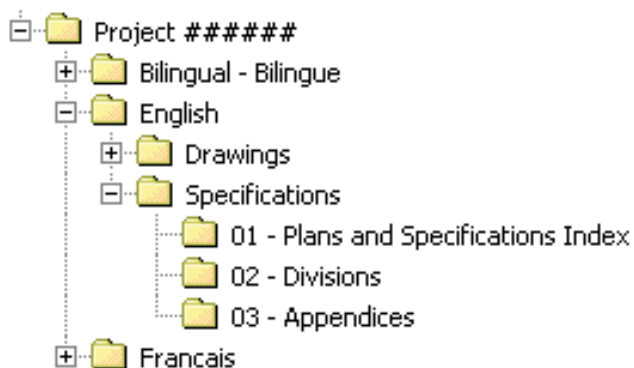 Project ######
Bilingual - Bilingue
English
Drawings
Specifications
01 - Plans and Specifications Index
02 - Divisions
03 - Appendices
Francais